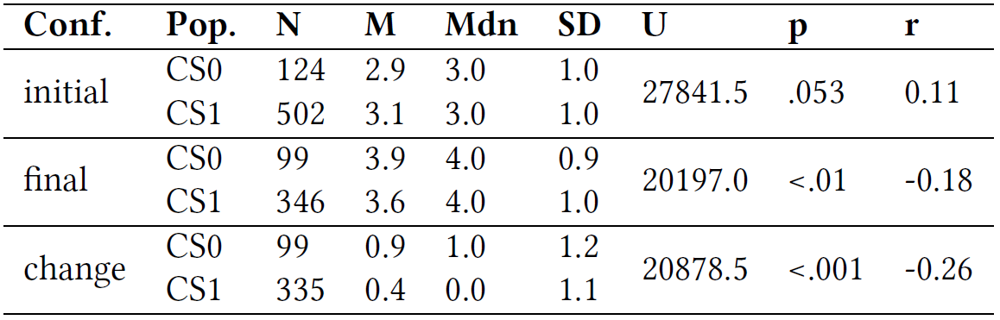 Conf. Pop. N M Mdn SD U p r
initial CS0 124 2.9 3.0 1.0 27841.5 .053 0.11
CS1 502 3.1 3.0 1.0
final CS0 99 3.9 4.0 0.9 20197.0 <.01 -0.18
CS1 346 3.6 4.0 1.0
change CS0 99 0.9 1.0 1.2 20878.5 <.001 -0.26
CS1 335 0.4 0.0 1.1